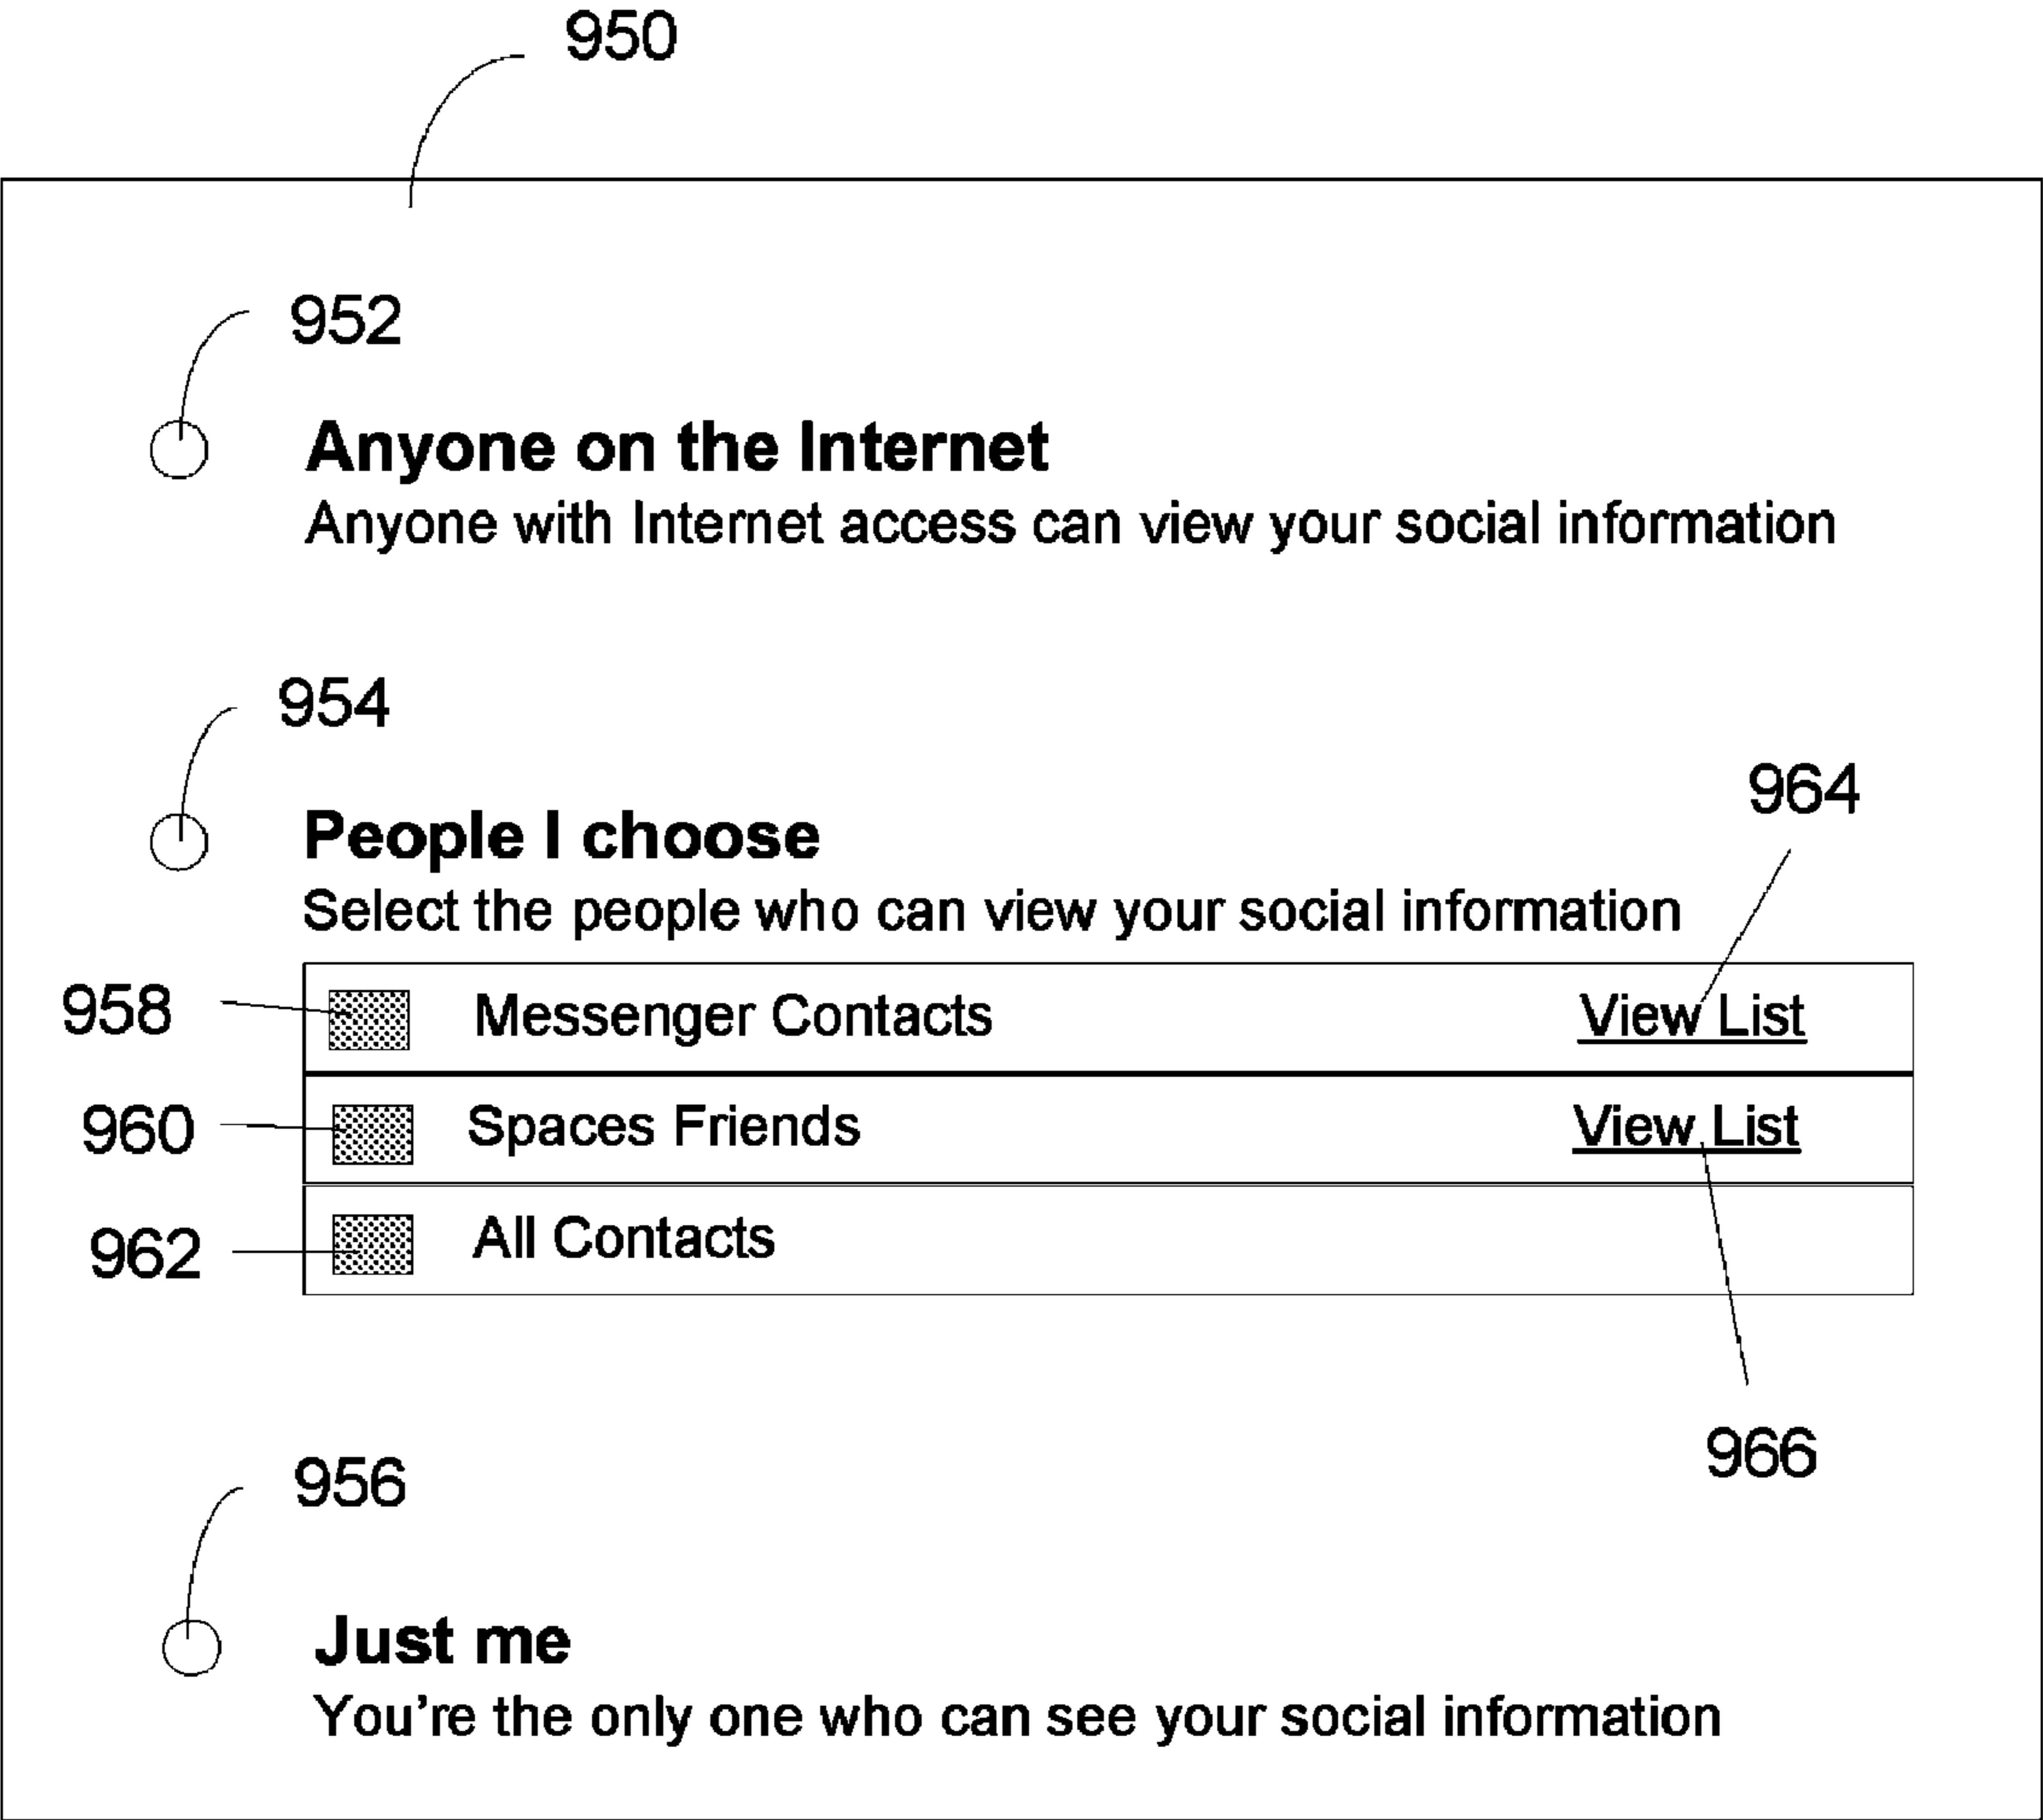 950
952
Anyone on the Internet
Anyone with Internet access can view your social information
954
964
People I choose
Select the people who can view your social information
958 Messenger Contacts View List
960 Spaces Friends View List
962 All Contacts
966
956
Just me
You're the only one who can see your social information